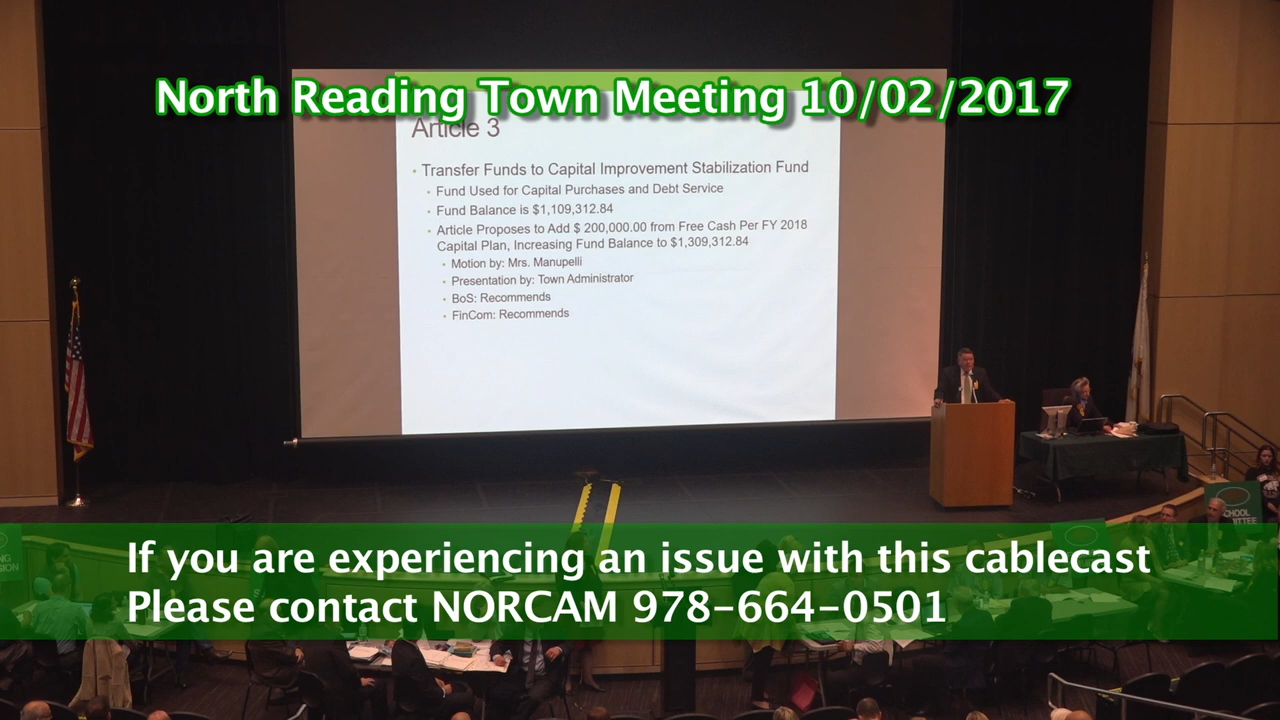 North Reading Town Meeting 10/02/2017
Article 3
• Transfer Funds to Capital Improvement Stabilization Fund
• Fund Used for Capital Purchases and Debt Service
• Fund Balance is $1,109,312.84
• Article Proposes to Add $ 200,000.00 from Free Cash Per FY 2018
Capital Plan, Increasing Fund Balance to $1,309,312.84
• Motion by: Mrs. Manupelli
• Presentation by: Town Administrator
• BoS: Recommends
• FinCom: Recommends
If you are experiencing an issue with this cablecast
Please contact NORCAM 978-664-0501